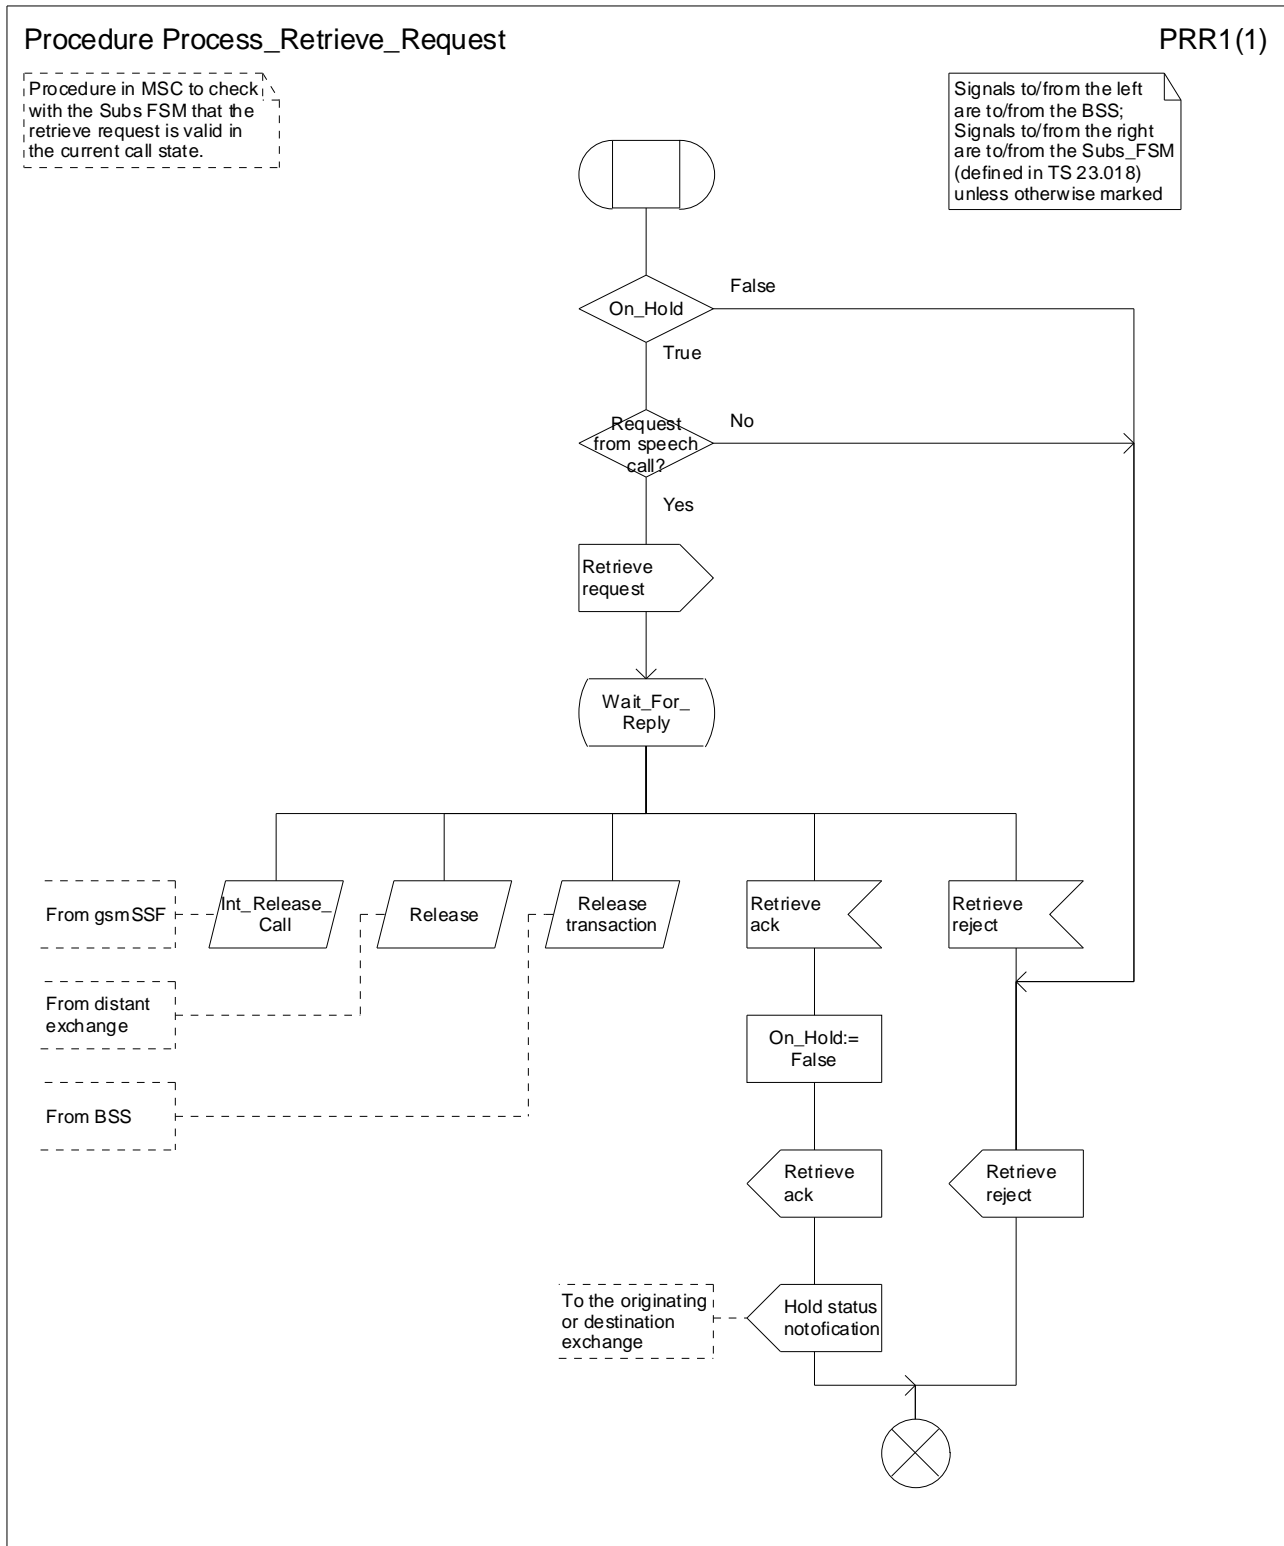 Procedure Process_Retrieve_Request
PRR1(1)
Procedure in MSC to check
with the Subs FSM that the
retrieve request is valid in
the current call state.
Signals to/from the left
are to/from the BSS;
Signals to/from the right
are to/from the Subs_FSM
(defined in TS 23.018)
unless otherwise marked
On_Hold
False
True
Request
from speech
call?
No
Yes
Retrieve
request
Wait_For_
Reply
From gsmSSF
Int_Release_
Call
Release
Release
transaction
Retrieve
ack
Retrieve
reject
From distant
exchange
On_Hold:=
False
From BSS
Retrieve
ack
Retrieve
reject
To the originating
or destination
exchange
Hold status
notofication